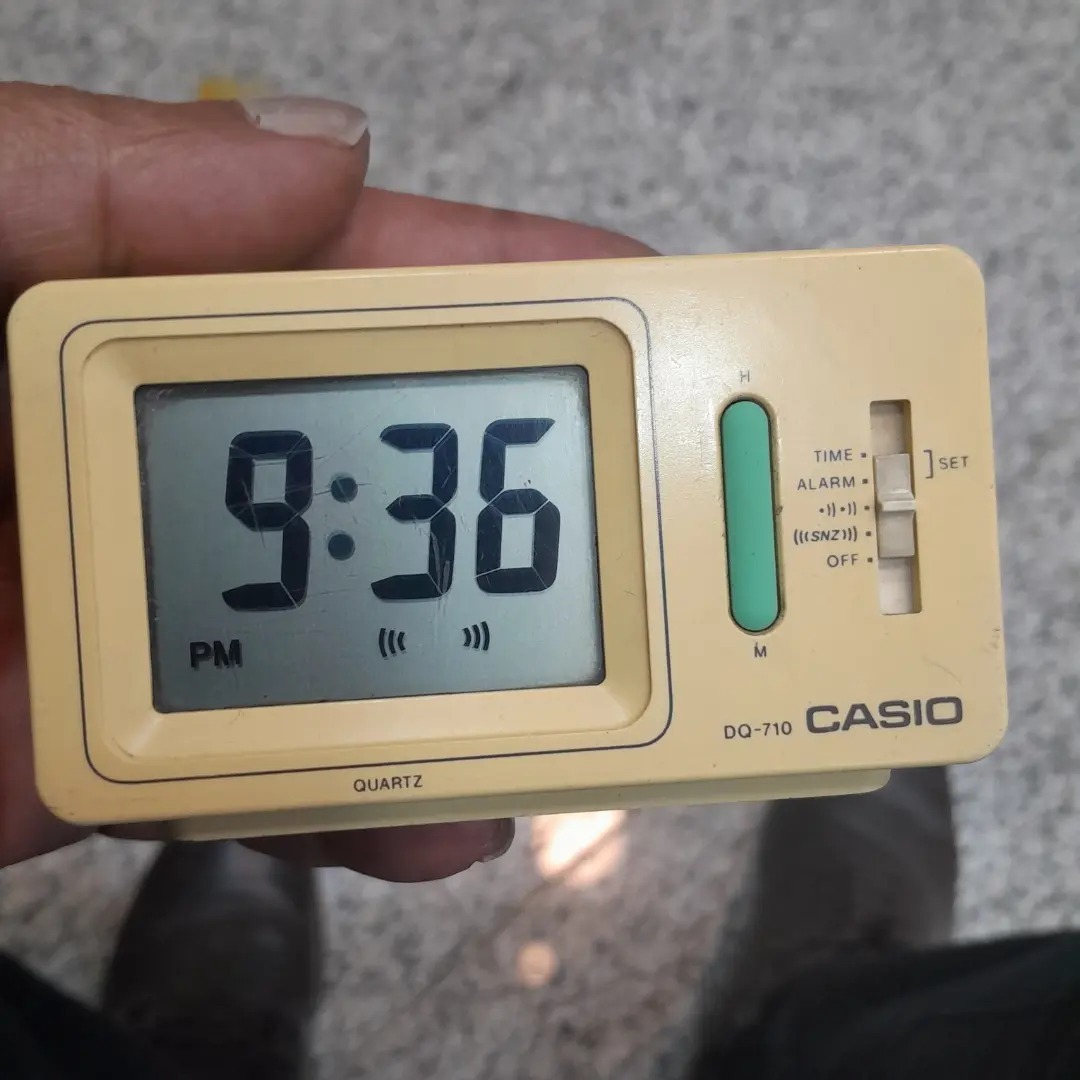 9:36
PM
QUARTZ
H
TIME
ALARM
SET
•))•))
(((SNZ)))
OFF
M
DQ-710 CASIO